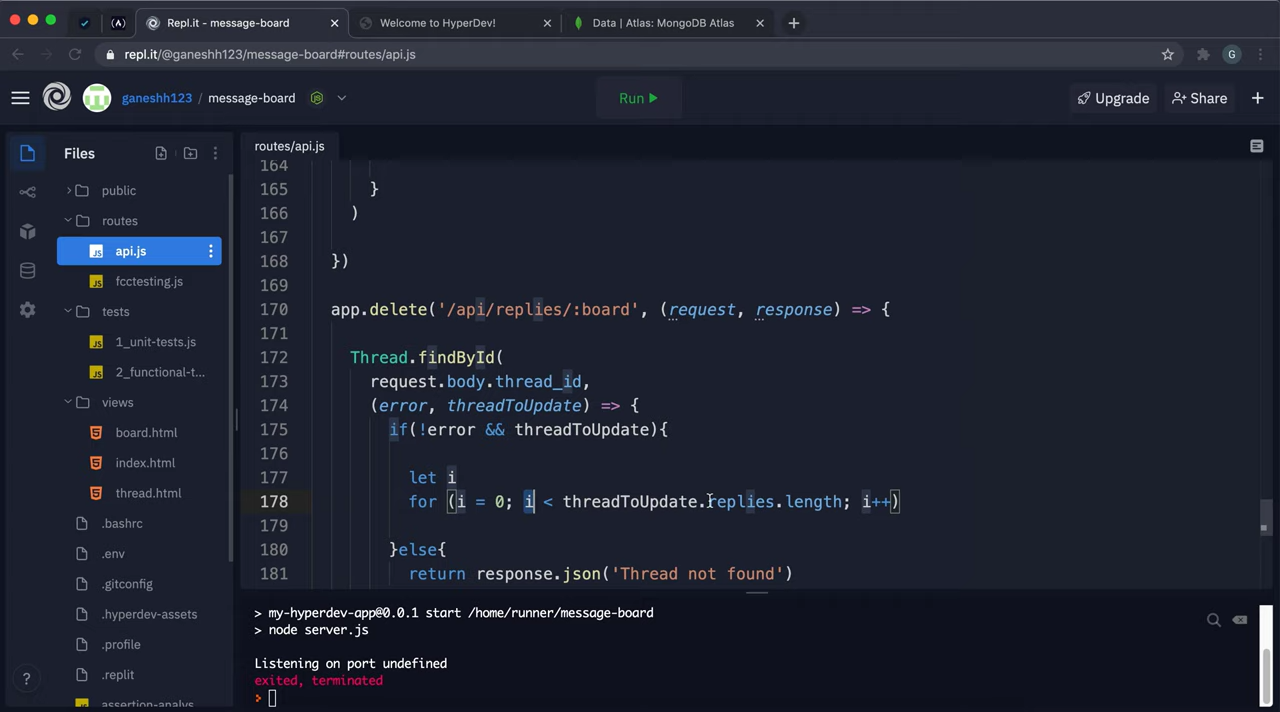 Repl.it - message-board
Welcome to HyperDev!
Data | Atlas: MongoDB Atlas
repl.it/@ganeshh123/message-board#routes/api.js
G
ganeshh123 / message-board
Run
Upgrade
Share
Files
public
routes
api.js
fcctesting.js
tests
1_unit-tests.js
2_functional-t...
views
board.html
index.html
thread.html
.bashrc
.env
.gitconfig
.hyperdev-assets
.profile
.replit
assertion-analys
routes/api.js
164
165 }
166 )
167
168 })
169
170 app.delete('/api/replies/:board', (request, response) => {
171
172 Thread.findById(
173 request.body.thread_id,
174 (error, threadToUpdate) => {
175 if(!error && threadToUpdate){
176
177 let i
178 for (i = 0; i < threadToUpdate.replies.length; i++)
179
180 }else{
181 return response.json('Thread not found')
> my-hyperdev-app@0.0.1 start /home/runner/message-board
> node server.js
Listening on port undefined
exited, terminated
>
?